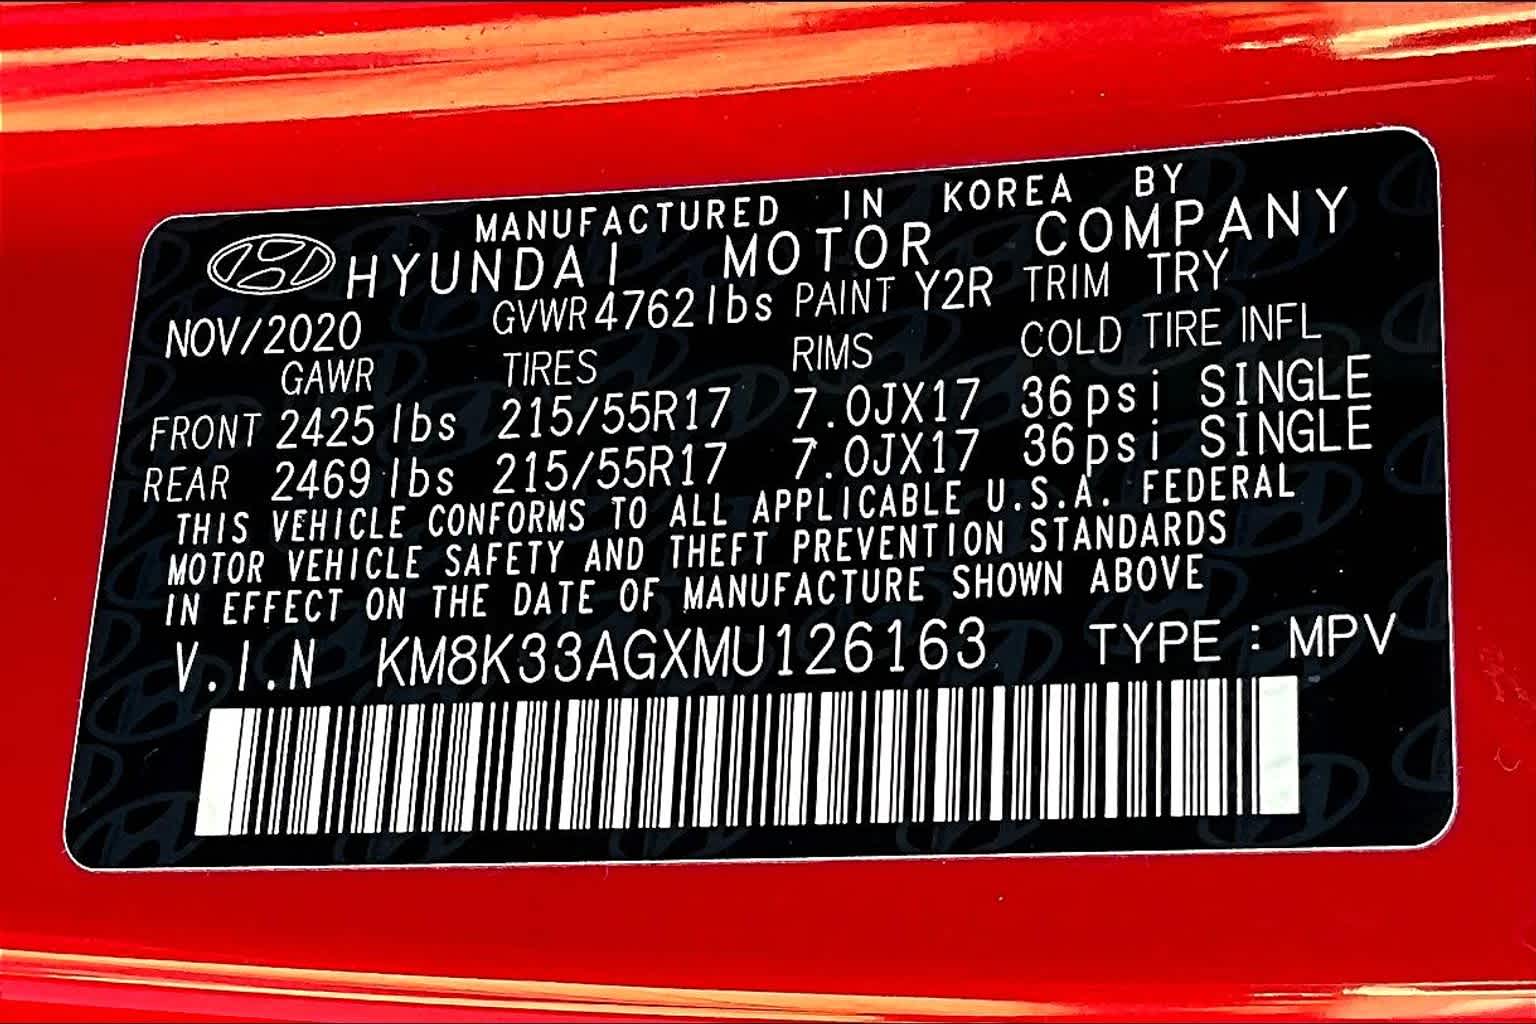 MANUFACTURED IN KOREA BY
HYUNDAI MOTOR COMPANY
NOV/2020 GVWR 4762lbs PAINT Y2R TRIM TRY
GAWR TIRES RIMS COLD TIRE INFL
FRONT 2425 lbs 215/55R17 7.0JX17 36psi SINGLE
REAR 2469 lbs 215/55R17 7.0JX17 36psi SINGLE
THIS VEHICLE CONFORMS TO ALL APPLICABLE U.S.A. FEDERAL
MOTOR VEHICLE SAFETY AND THEFT PREVENTION STANDARDS
IN EFFECT ON THE DATE OF MANUFACTURE SHOWN ABOVE
V.I.N KM8K33AGXMU126163 TYPE : MPV